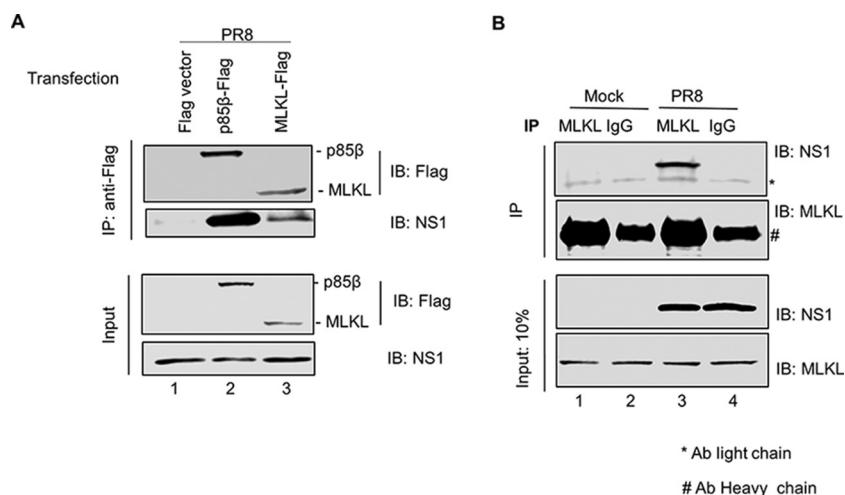 A
PR8
Transfection
Flag vector
p85β-Flag
MLKL-Flag
IP: anti-Flag
- p85β
IB: Flag
- MLKL
IB: NS1
Input
- p85β
IB: Flag
- MLKL
IB: NS1
1 2 3
B
Mock PR8
IP MLKL IgG MLKL IgG
IP
IB: NS1
*
IB: MLKL
#
Input: 10%
IB: NS1
IB: MLKL
1 2 3 4
* Ab light chain
# Ab Heavy chain